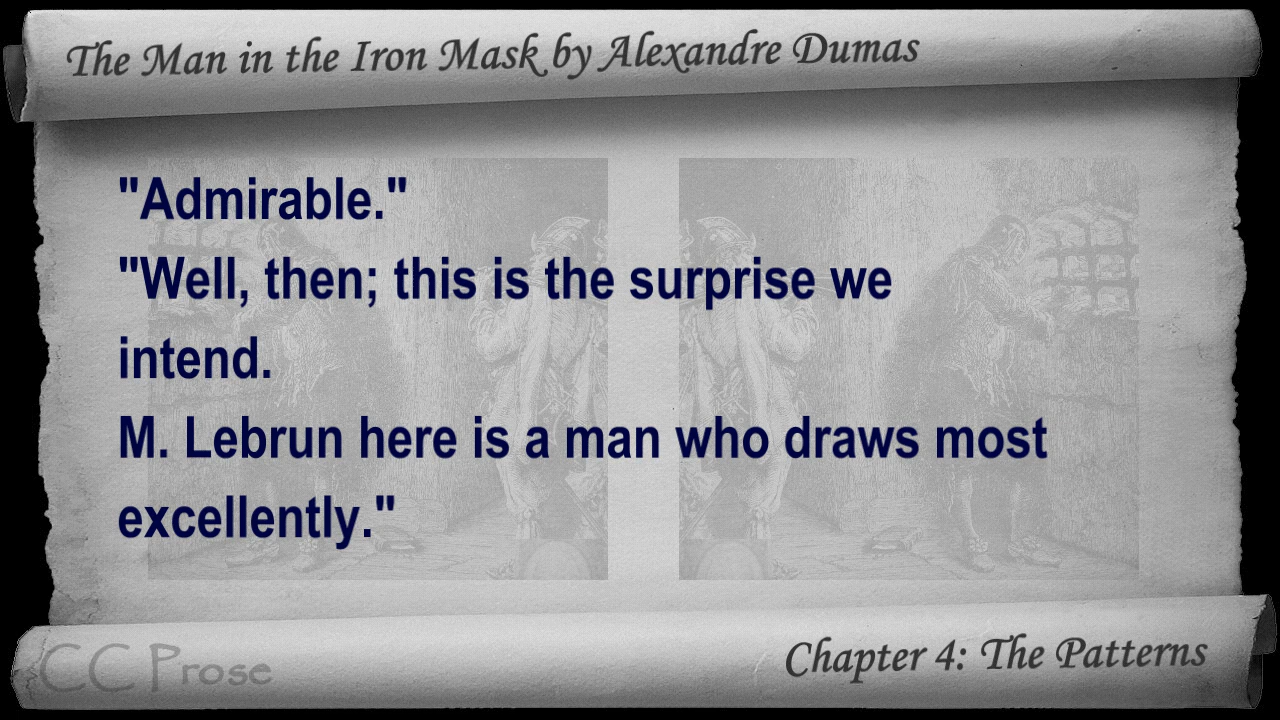 The Man in the Iron Mask by Alexandre Dumas
"Admirable."
"Well, then; this is the surprise we
intend.
M. Lebrun here is a man who draws most
excellently."
CC Prose
Chapter 4: The Patterns